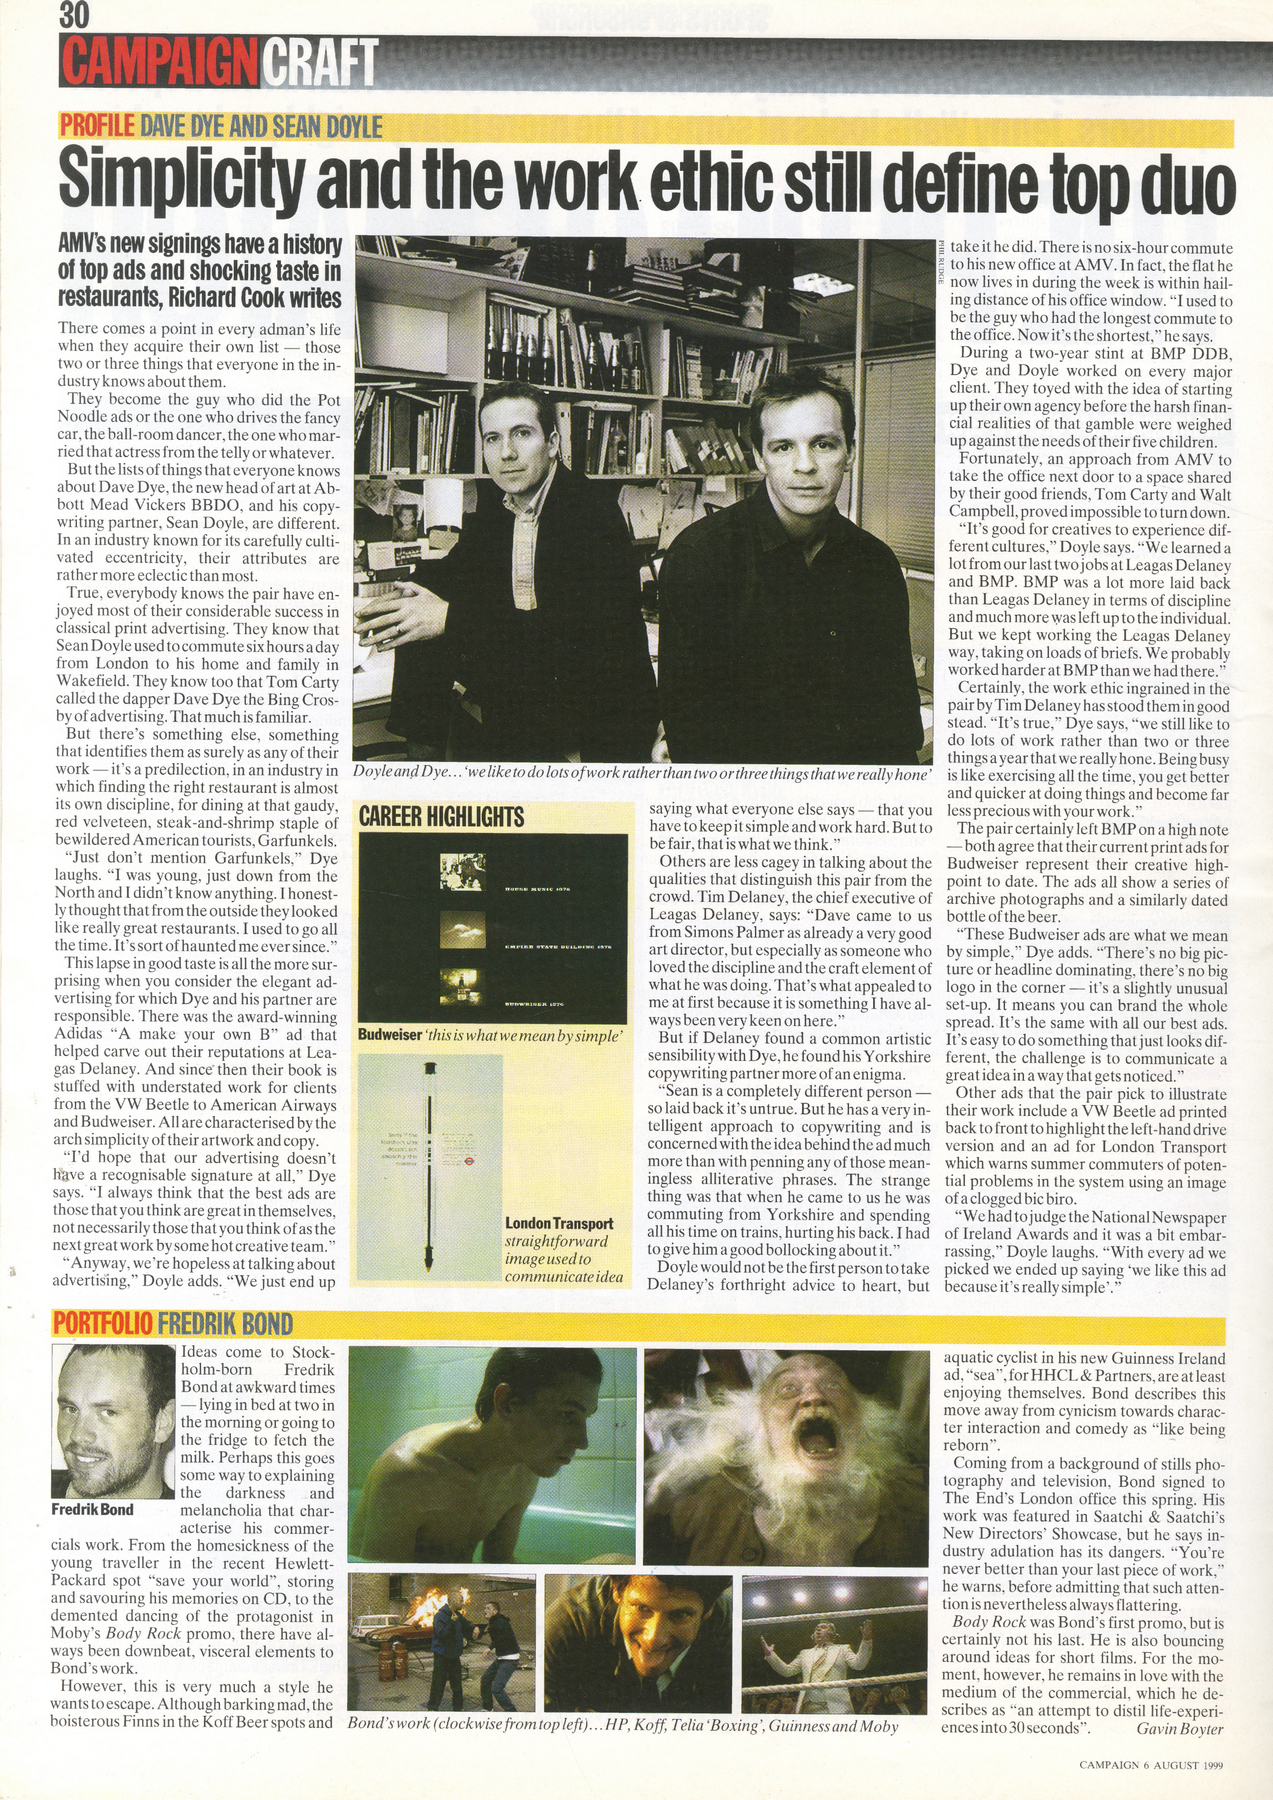 30
CAMPAIGN CRAFT
PROFILE DAVE DYE AND SEAN DOYLE
Simplicity and the work ethic still define top duo
AMV's new signings have a history
of top ads and shocking taste in
restaurants, Richard Cook writes
There comes a point in every adman's life
when they acquire their own list — those
two or three things that everyone in the in-
dustry knows about them.
They become the guy who did the Pot
Noodle ads or the one who drives the fancy
car, the ball-room dancer, the one who mar-
ried that actress from the telly or whatever.
But the lists of things that everyone knows
about Dave Dye, the new head of art at Ab-
bott Mead Vickers BBDO, and his copy-
writing partner, Sean Doyle, are different.
In an industry known for its carefully culti-
vated eccentricity, their attributes are
rather more eclectic than most.
True, everybody knows the pair have en-
joyed most of their considerable success in
classical print advertising. They know that
Sean Doyle used to commute six hours a day
from London to his home and family in
Wakefield. They know too that Tom Carty
called the dapper Dave Dye the Bing Cros-
by of advertising. That much is familiar.
But there's something else, something
that identifies them as surely as any of their
work — it's a predilection, in an industry in
which finding the right restaurant is almost
its own discipline, for dining at that gaudy,
red velveteen, steak-and-shrimp staple of
bewildered American tourists, Garfunkels.
"Just don't mention Garfunkels," Dye
laughs. "I was young, just down from the
North and I didn't know anything. I honest-
ly thought that from the outside they looked
like really great restaurants. I used to go all
the time. It's sort of haunted me ever since."
This lapse in good taste is all the more sur-
prising when you consider the elegant ad-
vertising for which Dye and his partner are
responsible. There was the award-winning
Adidas "A make your own B" ad that
helped carve out their reputations at Lea-
gas Delaney. And since then their book is
stuffed with understated work for clients
from the VW Beetle to American Airways
and Budweiser. All are characterised by the
arch simplicity of their artwork and copy.
"I'd hope that our advertising doesn't
have a recognisable signature at all," Dye
says. "I always think that the best ads are
those that you think are great in themselves,
not necessarily those that you think of as the
next great work by some hot creative team."
"Anyway, we're hopeless at talking about
advertising," Doyle adds. "We just end up
PHIL RUDGE
Doyle and Dye... 'we like to do lots of work rather than two or three things that we really hone'
CAREER HIGHLIGHTS
HOUSE MUSIC 1976
EMPIRE STATE BUILDING 1976
BUDWEISER 1976
Budweiser 'this is what we mean by simple'
London Transport
straightforward
image used to
communicate idea
saying what everyone else says — that you
have to keep it simple and work hard. But to
be fair, that is what we think."
Others are less cagey in talking about the
qualities that distinguish this pair from the
crowd. Tim Delaney, the chief executive of
Leagas Delaney, says: "Dave came to us
from Simons Palmer as already a very good
art director, but especially as someone who
loved the discipline and the craft element of
what he was doing. That's what appealed to
me at first because it is something I have al-
ways been very keen on here."
But if Delaney found a common artistic
sensibility with Dye, he found his Yorkshire
copywriting partner more of an enigma.
"Sean is a completely different person —
so laid back it's untrue. But he has a very in-
telligent approach to copywriting and is
concerned with the idea behind the ad much
more than with penning any of those mean-
ingless alliterative phrases. The strange
thing was that when he came to us he was
commuting from Yorkshire and spending
all his time on trains, hurting his back. I had
to give him a good bollocking about it."
Doyle would not be the first person to take
Delaney's forthright advice to heart, but
take it he did. There is no six-hour commute
to his new office at AMV. In fact, the flat he
now lives in during the week is within hail-
ing distance of his office window. "I used to
be the guy who had the longest commute to
the office. Now it's the shortest," he says.
During a two-year stint at BMP DDB,
Dye and Doyle worked on every major
client. They toyed with the idea of starting
up their own agency before the harsh finan-
cial realities of that gamble were weighed
up against the needs of their five children.
Fortunately, an approach from AMV to
take the office next door to a space shared
by their good friends, Tom Carty and Walt
Campbell, proved impossible to turn down.
"It's good for creatives to experience dif-
ferent cultures," Doyle says. "We learned a
lot from our last two jobs at Leagas Delaney
and BMP. BMP was a lot more laid back
than Leagas Delaney in terms of discipline
and much more was left up to the individual.
But we kept working the Leagas Delaney
way, taking on loads of briefs. We probably
worked harder at BMP than we had there."
Certainly, the work ethic ingrained in the
pair by Tim Delaney has stood them in good
stead. "It's true," Dye says, "we still like to
do lots of work rather than two or three
things a year that we really hone. Being busy
is like exercising all the time, you get better
and quicker at doing things and become far
less precious with your work."
The pair certainly left BMP on a high note
— both agree that their current print ads for
Budweiser represent their creative high-
point to date. The ads all show a series of
archive photographs and a similarly dated
bottle of the beer.
"These Budweiser ads are what we mean
by simple," Dye adds. "There's no big pic-
ture or headline dominating, there's no big
logo in the corner — it's a slightly unusual
set-up. It means you can brand the whole
spread. It's the same with all our best ads.
It's easy to do something that just looks dif-
ferent, the challenge is to communicate a
great idea in a way that gets noticed."
Other ads that the pair pick to illustrate
their work include a VW Beetle ad printed
back to front to highlight the left-hand drive
version and an ad for London Transport
which warns summer commuters of poten-
tial problems in the system using an image
of a clogged bic biro.
"We had to judge the National Newspaper
of Ireland Awards and it was a bit embar-
rassing," Doyle laughs. "With every ad we
picked we ended up saying 'we like this ad
because it's really simple'."
PORTFOLIO FREDRIK BOND
Fredrik Bond
Ideas come to Stock-
holm-born Fredrik
Bond at awkward times
— lying in bed at two in
the morning or going to
the fridge to fetch the
milk. Perhaps this goes
some way to explaining
the darkness and
melancholia that char-
acterise his commer-
cials work. From the homesickness of the
young traveller in the recent Hewlett-
Packard spot "save your world", storing
and savouring his memories on CD, to the
demented dancing of the protagonist in
Moby's Body Rock promo, there have al-
ways been downbeat, visceral elements to
Bond's work.
However, this is very much a style he
wants to escape. Although barking mad, the
boisterous Finns in the Koff Beer spots and
Bond's work (clockwise from top left)... HP, Koff, Telia 'Boxing', Guinness and Moby
aquatic cyclist in his new Guinness Ireland
ad, "sea", for HHCL & Partners, are at least
enjoying themselves. Bond describes this
move away from cynicism towards charac-
ter interaction and comedy as "like being
reborn".
Coming from a background of stills pho-
tography and television, Bond signed to
The End's London office this spring. His
work was featured in Saatchi & Saatchi's
New Directors' Showcase, but he says in-
dustry adulation has its dangers. "You're
never better than your last piece of work,"
he warns, before admitting that such atten-
tion is nevertheless always flattering.
Body Rock was Bond's first promo, but is
certainly not his last. He is also bouncing
around ideas for short films. For the mo-
ment, however, he remains in love with the
medium of the commercial, which he de-
scribes as "an attempt to distil life-experi-
ences into 30 seconds". Gavin Boyter
CAMPAIGN 6 AUGUST 1999